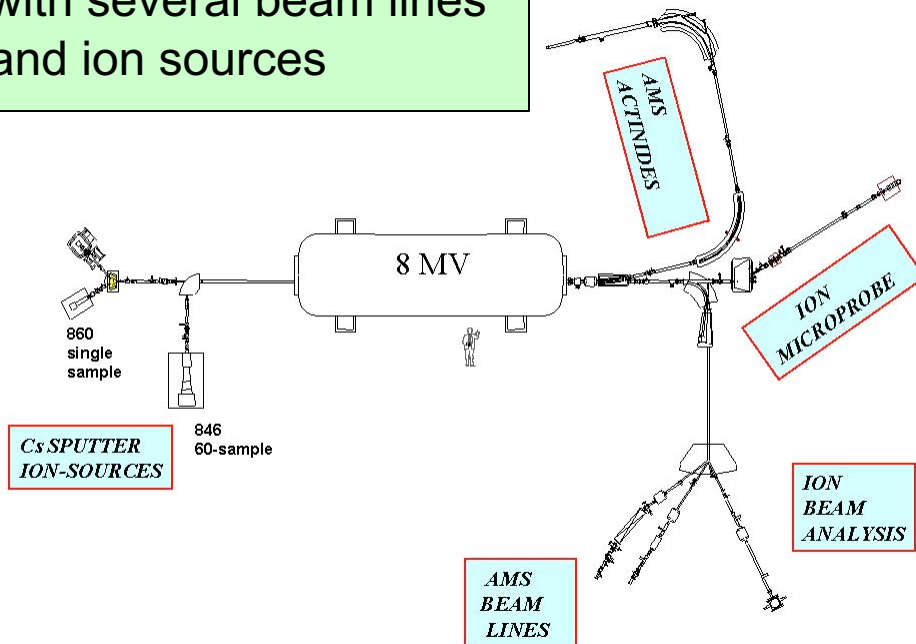 with several beam lines
and ion sources
AMS
ACTINIDES
8 MV
ION
MICROPROBE
860
single
sample
846
60-sample
Cs SPUTTER
ION-SOURCES
ION
BEAM
ANALYSIS
AMS
BEAM
LINES